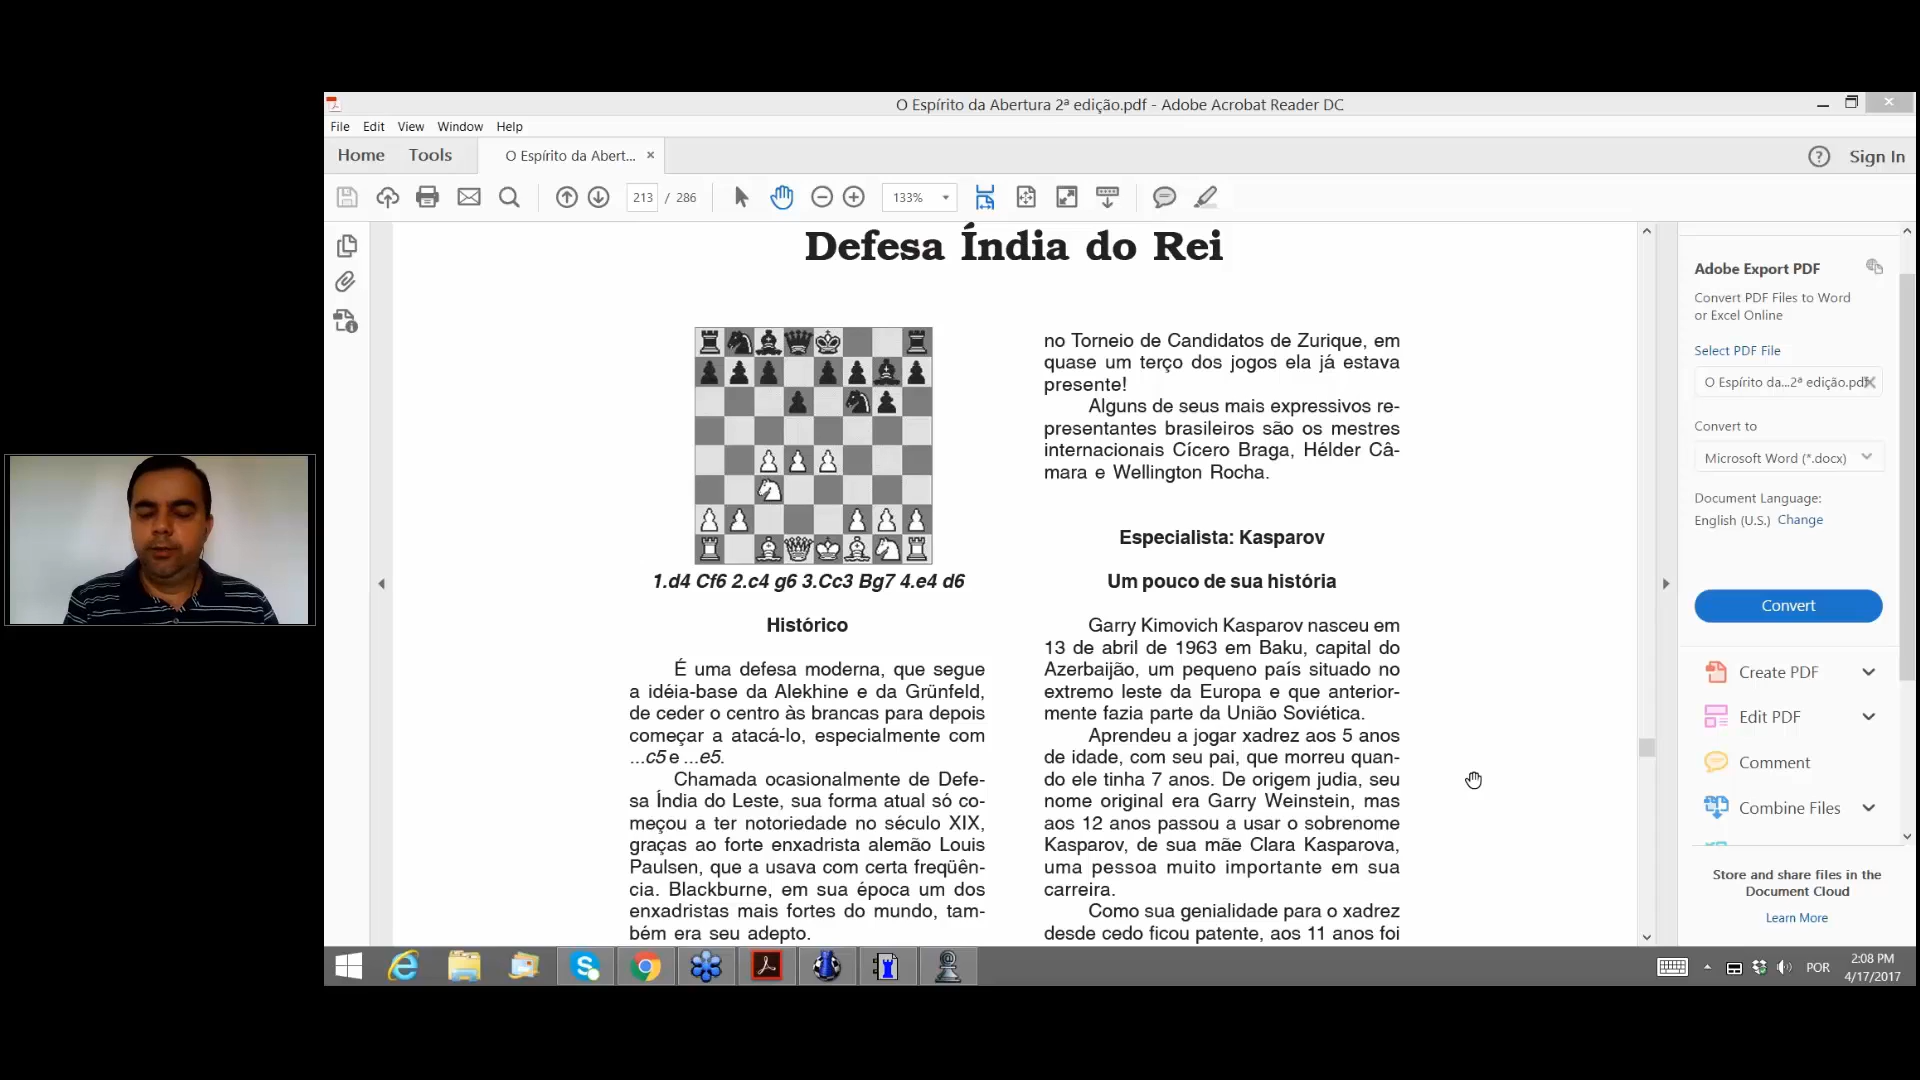 O Espírito da Abertura 2ª edição.pdf - Adobe Acrobat Reader DC
File Edit View Window Help
Home Tools O Espírito da Abert... × Sign In
213 / 286 133%
Defesa Índia do Rei
1.d4 Cf6 2.c4 g6 3.Cc3 Bg7 4.e4 d6
Histórico
É uma defesa moderna, que segue
a idéia-base da Alekhine e da Grünfeld,
de ceder o centro às brancas para depois
começar a atacá-lo, especialmente com
...c5 e ...e5.
Chamada ocasionalmente de Defe-
sa Índia do Leste, sua forma atual só co-
meçou a ter notoriedade no século XIX,
graças ao forte enxadrista alemão Louis
Paulsen, que a usava com certa freqüên-
cia. Blackburne, em sua época um dos
enxadristas mais fortes do mundo, tam-
bém era seu adepto.
no Torneio de Candidatos de Zurique, em
quase um terço dos jogos ela já estava
presente!
Alguns de seus mais expressivos re-
presentantes brasileiros são os mestres
internacionais Cícero Braga, Hélder Câ-
mara e Wellington Rocha.
Especialista: Kasparov
Um pouco de sua história
Garry Kimovich Kasparov nasceu em
13 de abril de 1963 em Baku, capital do
Azerbaijão, um pequeno país situado no
extremo leste da Europa e que anterior-
mente fazia parte da União Soviética.
Aprendeu a jogar xadrez aos 5 anos
de idade, com seu pai, que morreu quan-
do ele tinha 7 anos. De origem judia, seu
nome original era Garry Weinstein, mas
aos 12 anos passou a usar o sobrenome
Kasparov, de sua mãe Clara Kasparova,
uma pessoa muito importante em sua
carreira.
Como sua genialidade para o xadrez
desde cedo ficou patente, aos 11 anos foi
Adobe Export PDF
Convert PDF Files to Word
or Excel Online
Select PDF File
O Espírito da...2ª edição.pdf
Convert to
Microsoft Word (*.docx)
Document Language:
English (U.S.) Change
Convert
Create PDF
Edit PDF
Comment
Combine Files
Store and share files in the
Document Cloud
Learn More
POR
2:08 PM
4/17/2017